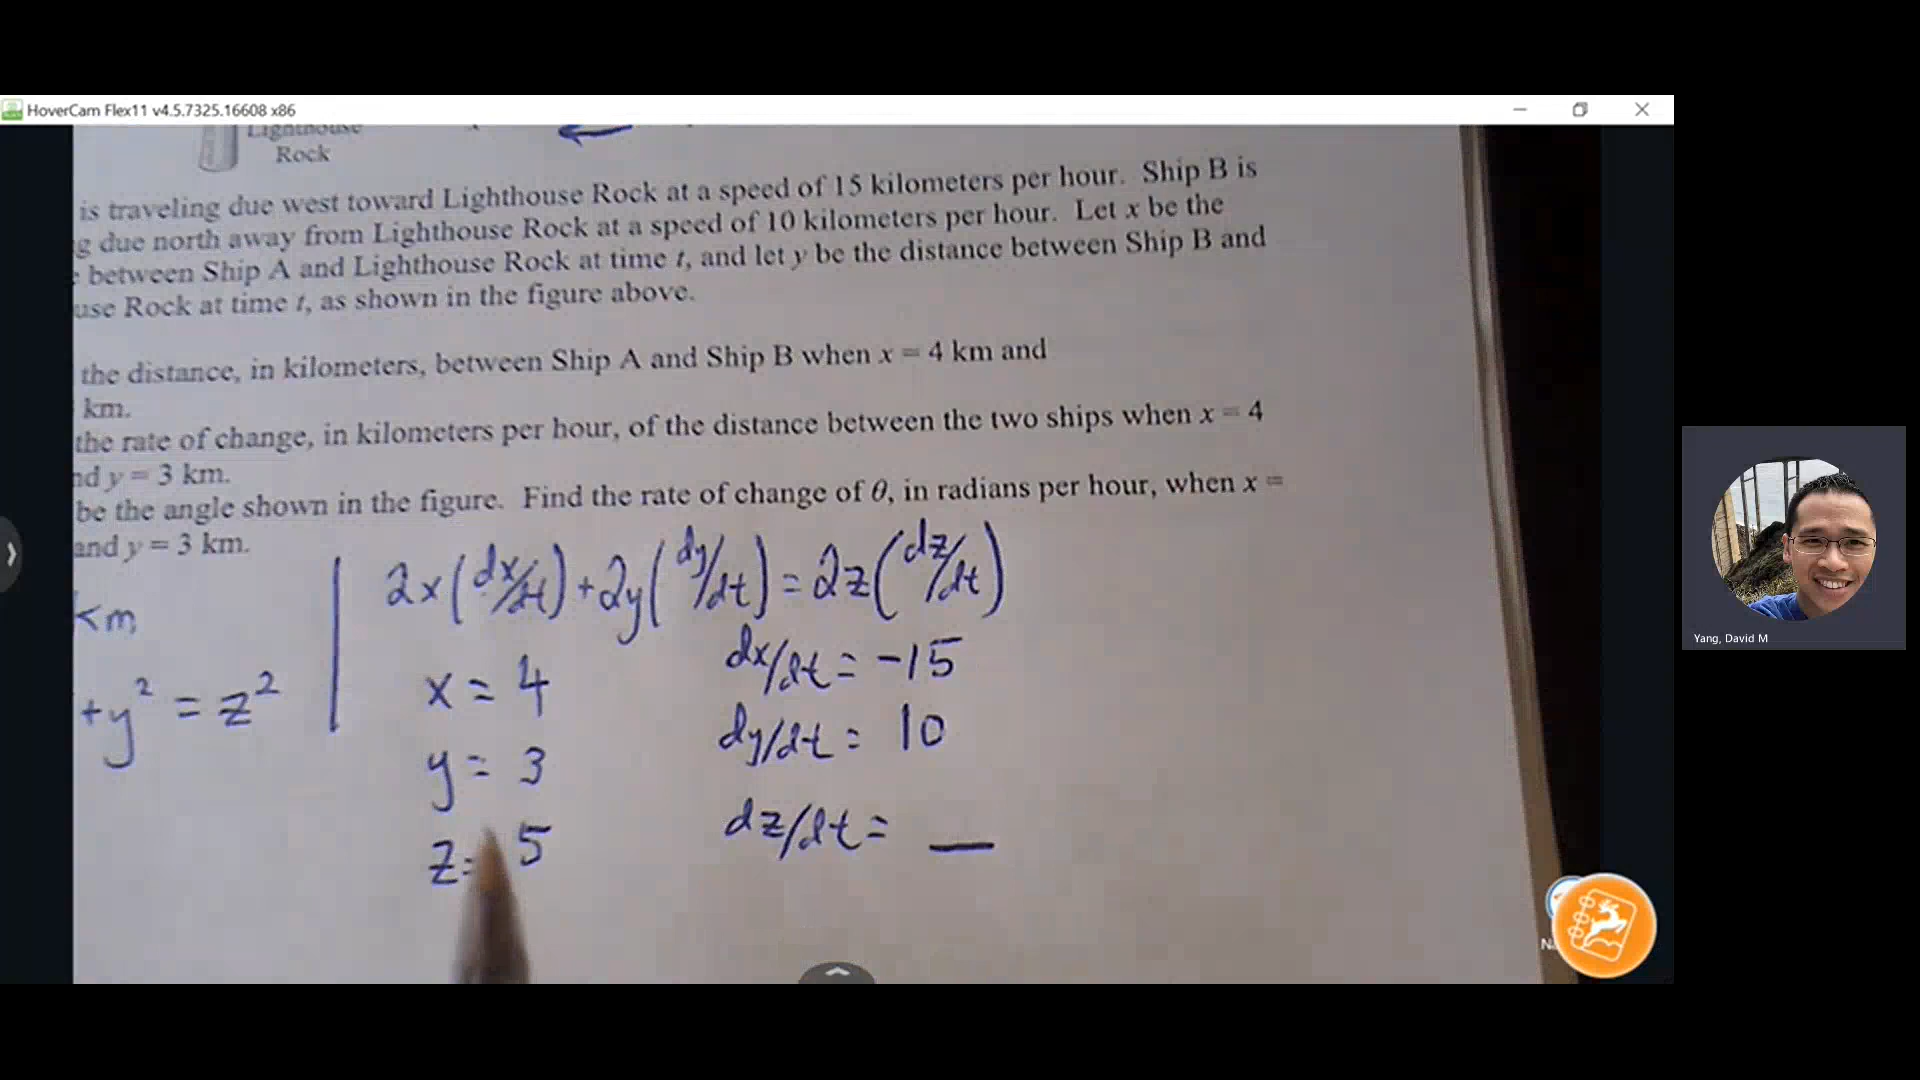 HoverCam Flex11 v4.5.7325.16608 x86
Lighthouse
Rock
is traveling due west toward Lighthouse Rock at a speed of 15 kilometers per hour. Ship B is
g due north away from Lighthouse Rock at a speed of 10 kilometers per hour. Let x be the
between Ship A and Lighthouse Rock at time t, and let y be the distance between Ship B and
use Rock at time t, as shown in the figure above.
the distance, in kilometers, between Ship A and Ship B when x = 4 km and
km.
the rate of change, in kilometers per hour, of the distance between the two ships when x = 4
nd y = 3 km.
be the angle shown in the figure. Find the rate of change of θ, in radians per hour, when x =
and y = 3 km.
km
+y² = z²
2x(dx/dt)+2y(dy/dt)=2z(dz/dt)
x = 4
y = 3
z = 5
dx/dt = -15
dy/dt = 10
dz/dt = __
Yang, David M